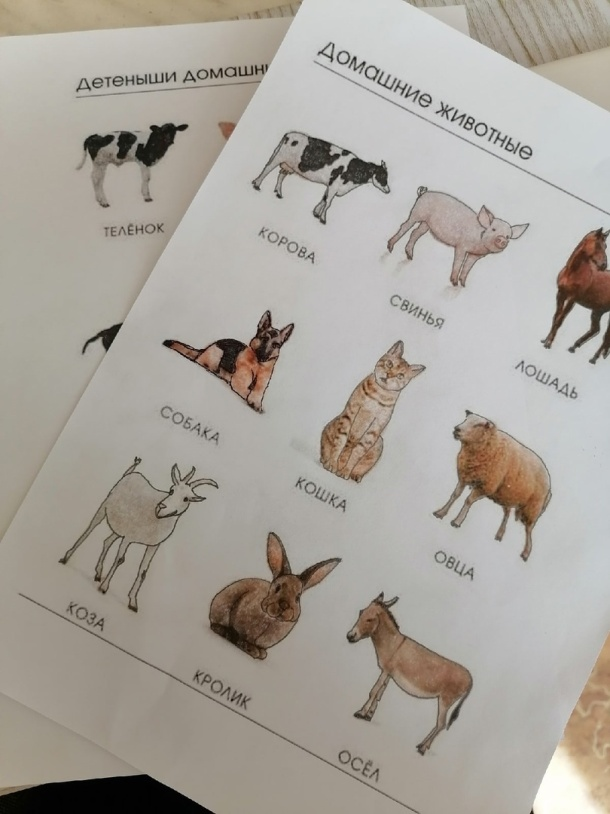 Детеныши домашн
ТЕЛЁНОК
Домашние животные
КОРОВА
СВИНЬЯ
ЛОШАДЬ
СОБАКА
КОШКА
ОВЦА
КОЗА
КРОЛИК
ОСЁЛ